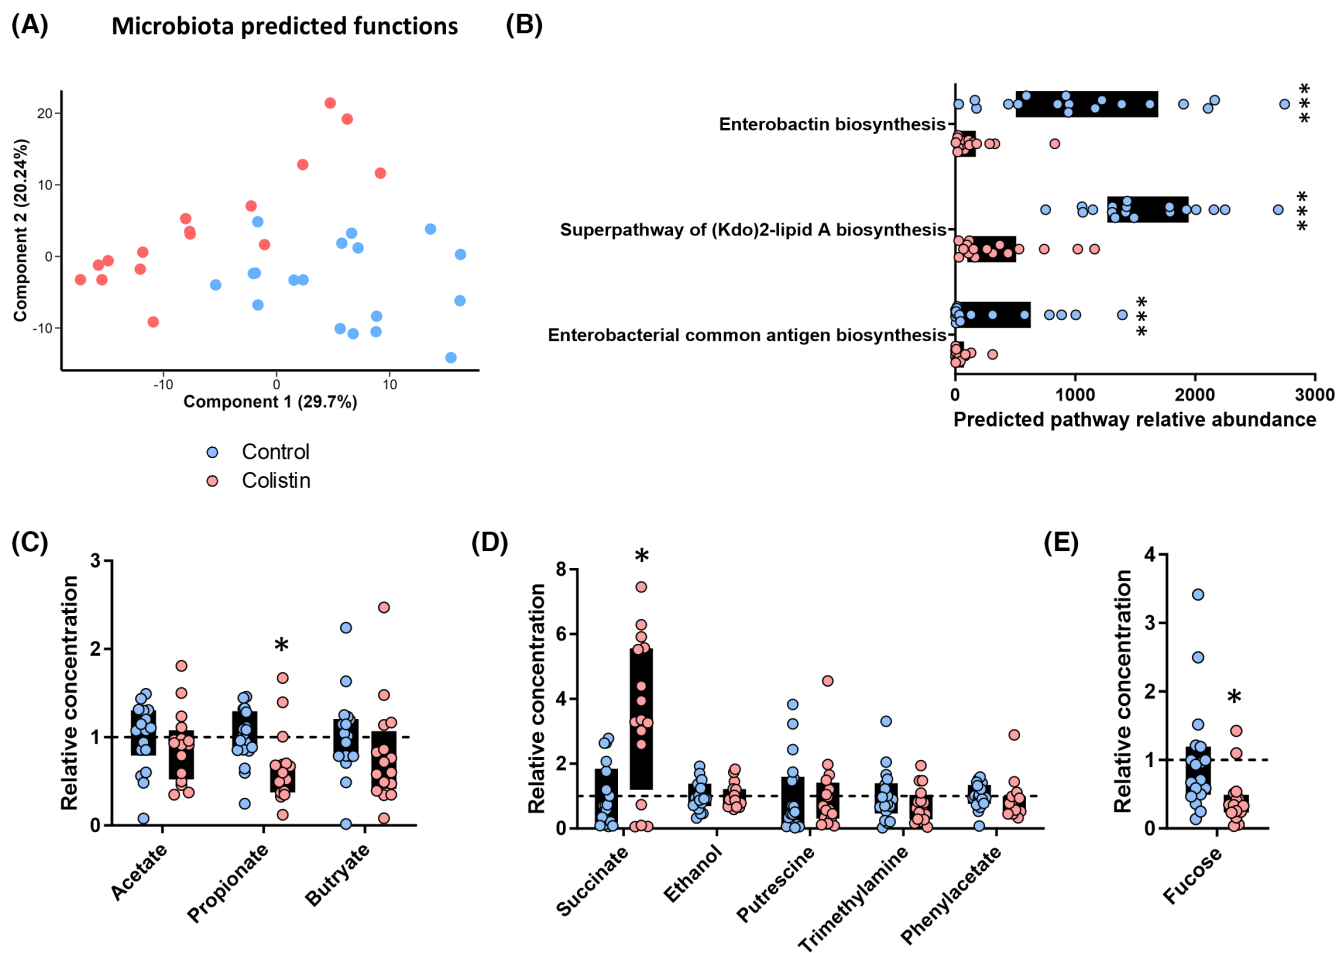 (A) Microbiota predicted functions
Component 2 (20.24%)
20
10
0
-10
-10 0 10
Component 1 (29.7%)
Control
Colistin
(B)
Enterobactin biosynthesis
***
Superpathway of (Kdo)2-lipid A biosynthesis
***
Enterobacterial common antigen biosynthesis
***
0 1000 2000 3000
Predicted pathway relative abundance
(C)
Relative concentration
3
2
1
0
*
Acetate
Propionate
Butryate
(D)
Relative concentration
8
6
4
2
0
*
Succinate
Ethanol
Putrescine
Trimethylamine
Phenylacetate
(E)
Relative concentration
4
3
2
1
0
*
Fucose